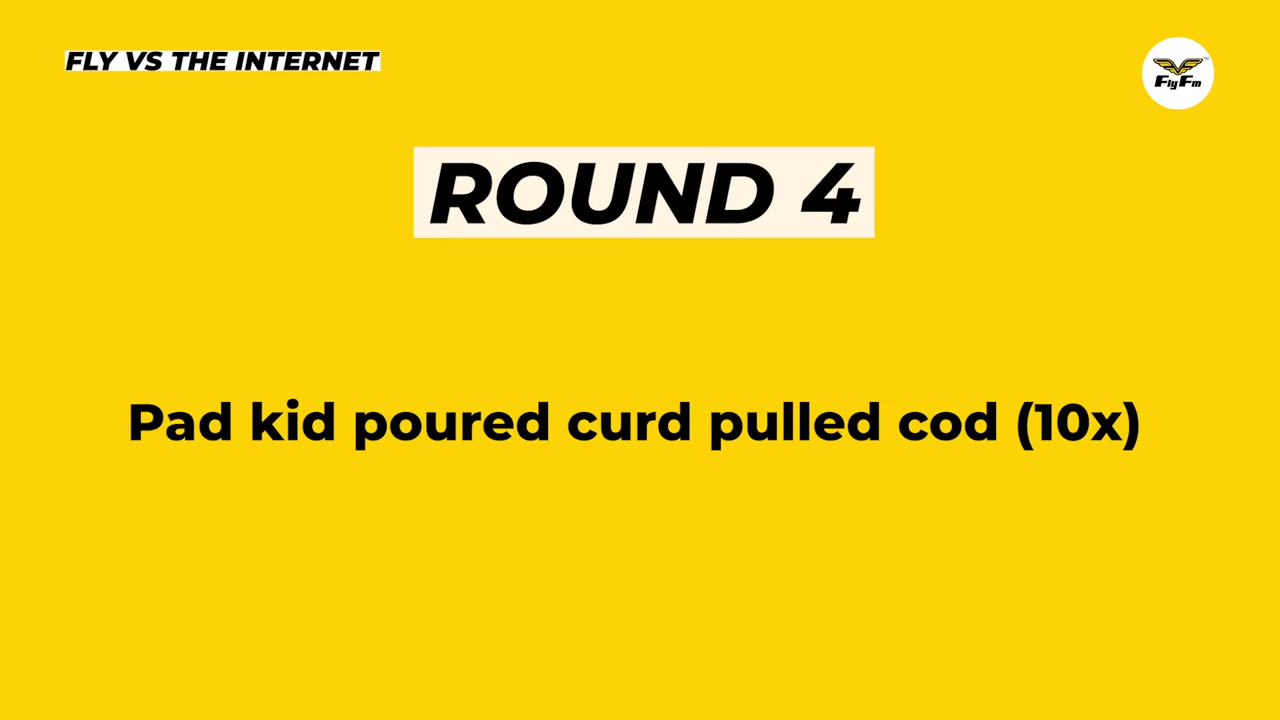 FLY VS THE INTERNET
FlyFm
ROUND 4
Pad kid poured curd pulled cod (10x)